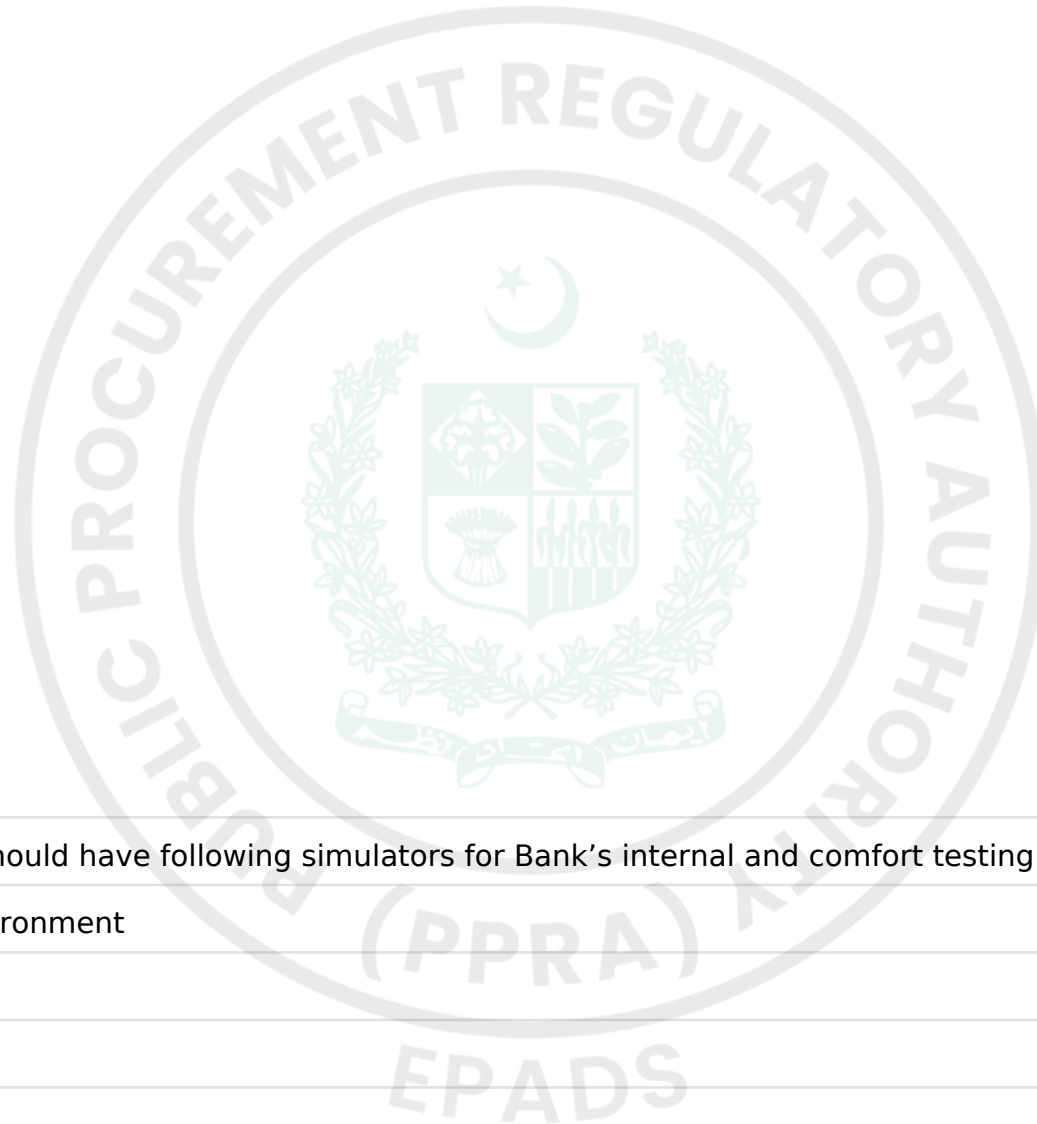 PUBLIC PROCUREMENT REGULATORY AUTHORITY
hould have following simulators for Bank’s internal and comfort testing
ronment
(PPRA)
EPADS